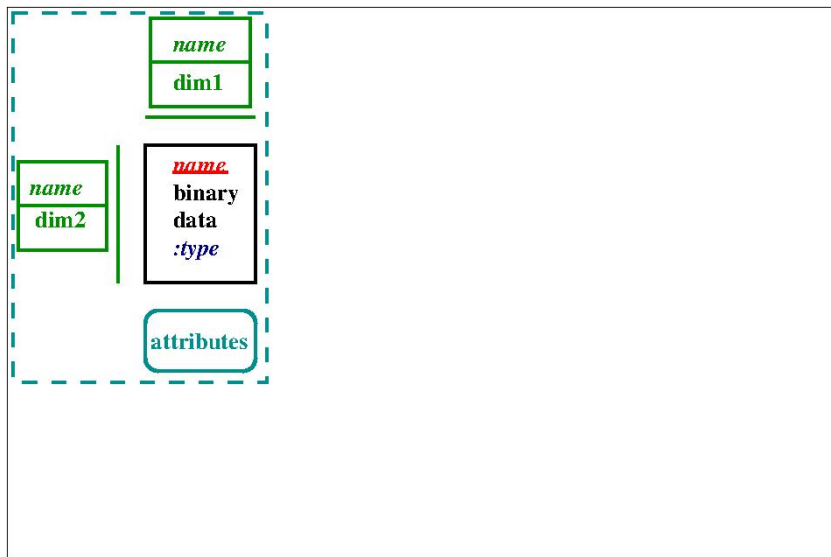 name
dim1
name
dim2
name
binary
data
:type
attributes